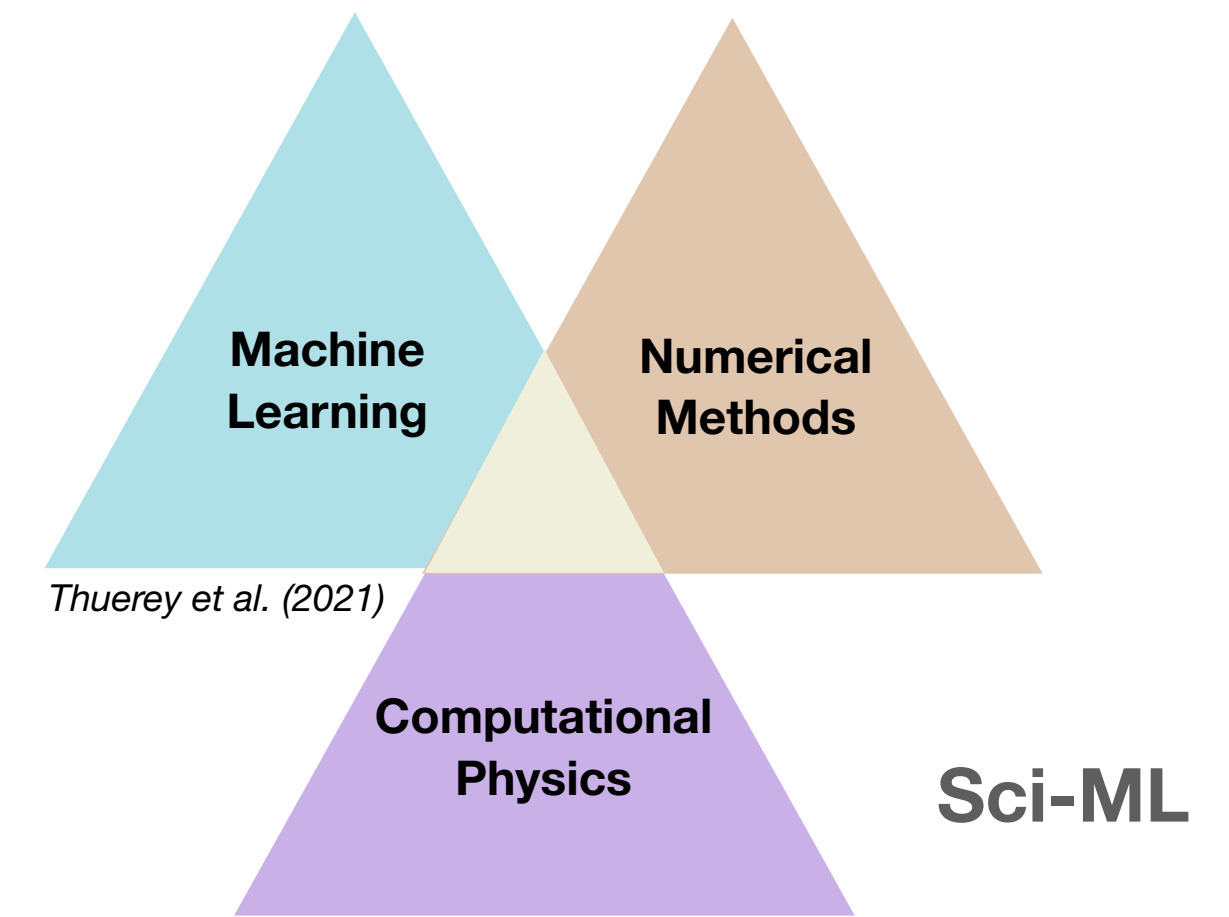 Machine
Learning
Numerical
Methods
Thuerey et al. (2021)
Computational
Physics
Sci-ML